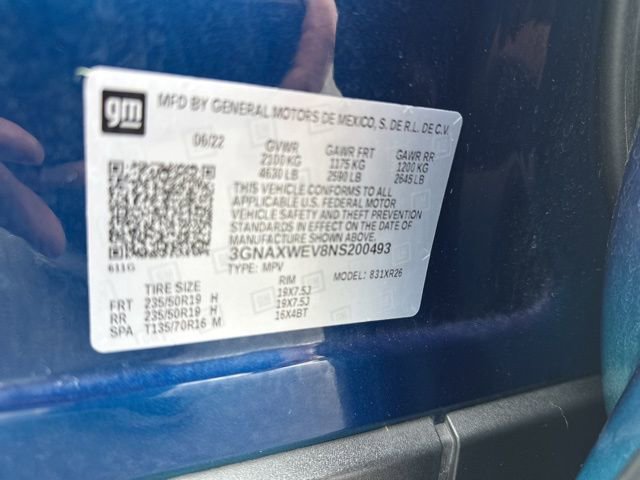 gm
MFD BY GENERAL MOTORS DE MEXICO, S. DE R.L. DE C.V.
06/22 GVWR GAWR FRT GAWR RR
2100 KG 1175 KG 1200 KG
4630 LB 2590 LB 2645 LB
THIS VEHICLE CONFORMS TO ALL
APPLICABLE U.S. FEDERAL MOTOR
VEHICLE SAFETY AND THEFT PREVENTION
STANDARDS IN EFFECT ON THE DATE OF
MANUFACTURE SHOWN ABOVE.
3GNAXWEV8NS200493
611G TYPE: MPV MODEL: 831XR26
TIRE SIZE RIM
FRT 235/50R19 H 19X7.5J
RR 235/50R19 H 19X7.5J
SPA T135/70R16 M 16X4BT